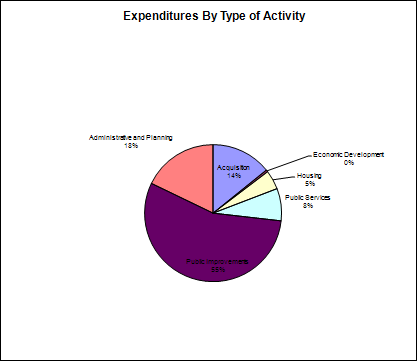 Expenditures By Type of Activity
Administrative and Planning
18%
Acquisition
14%
Economic Development
0%
Housing
5%
Public Services
8%
Public Improvements
55%